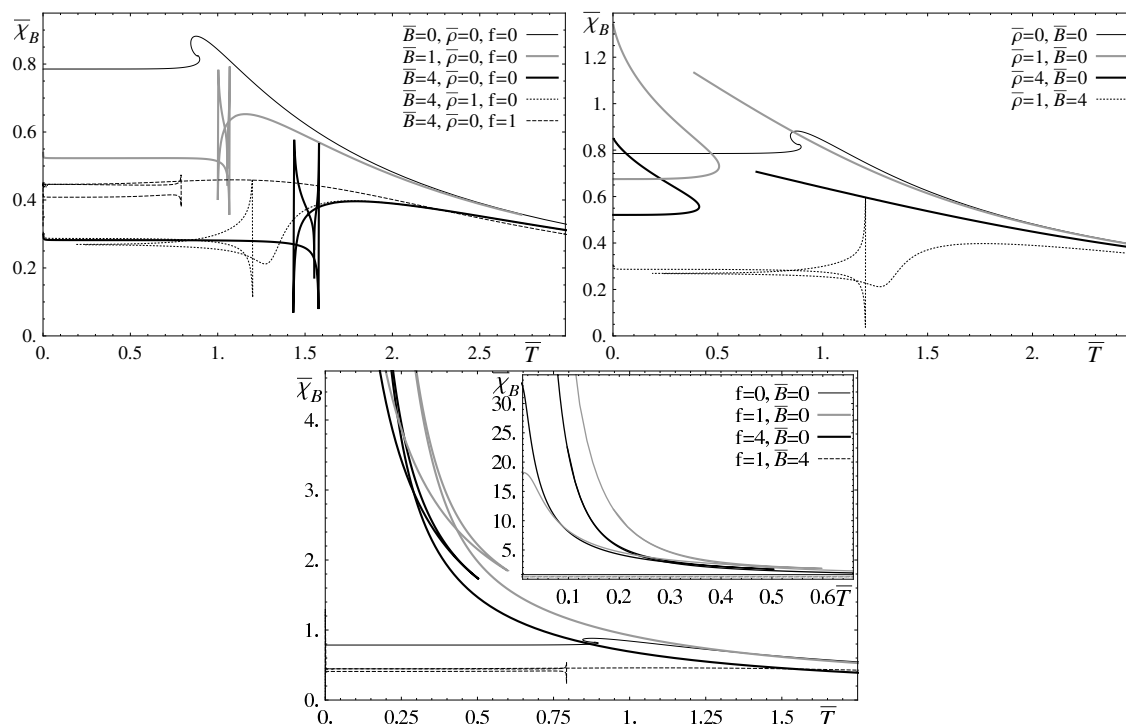 χ̄_B
B̄=0, ρ̄=0, f=0
B̄=1, ρ̄=0, f=0
B̄=4, ρ̄=0, f=0
B̄=4, ρ̄=1, f=0
B̄=4, ρ̄=0, f=1
0.8
0.6
0.4
0.2
0.
0. 0.5 1. 1.5 2. 2.5 T̄
χ̄_B
ρ̄=0, B̄=0
ρ̄=1, B̄=0
ρ̄=4, B̄=0
ρ̄=1, B̄=4
1.2
1.
0.8
0.6
0.4
0.2
0.
0. 0.5 1. 1.5 2. T̄
χ̄_B
4.
3.
2.
1.
0.
0. 0.25 0.5 0.75 1. 1.25 1.5 T̄
χ̄_B
f=0, B̄=0
f=1, B̄=0
f=4, B̄=0
f=1, B̄=4
30.
25.
20.
15.
10.
5.
0.1 0.2 0.3 0.4 0.5 0.6 T̄